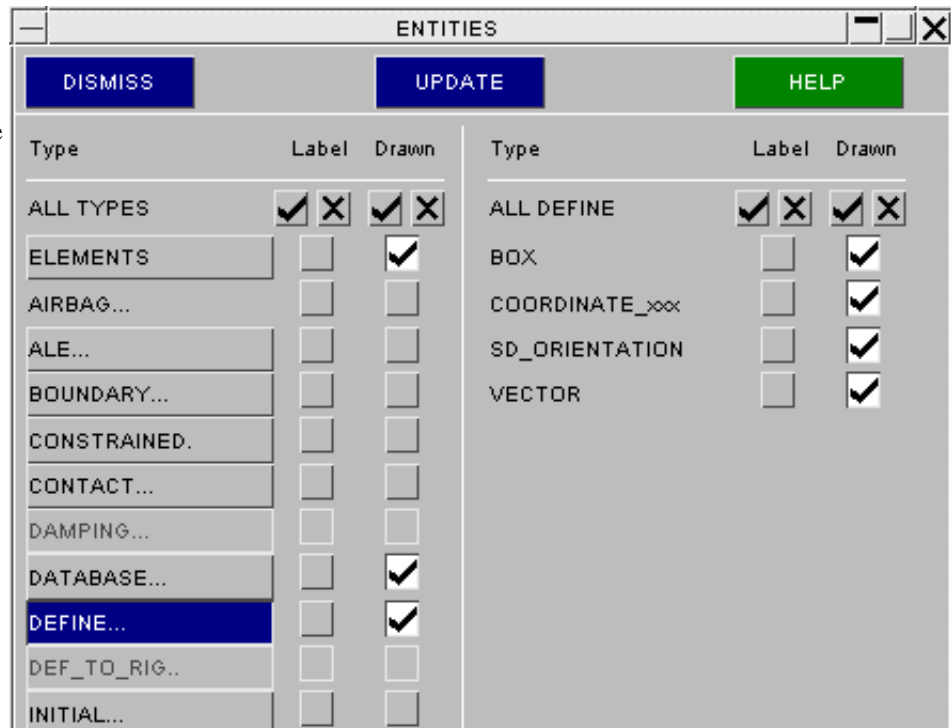 ENTITIES
DISMISS UPDATE HELP
Type Label Drawn Type Label Drawn
ALL TYPES ALL DEFINE
ELEMENTS BOX
AIRBAG... COORDINATE_xxx
ALE... SD_ORIENTATION
BOUNDARY... VECTOR
CONSTRAINED.
CONTACT...
DAMPING...
DATABASE...
DEFINE...
DEF_TO_RIG..
INITIAL...